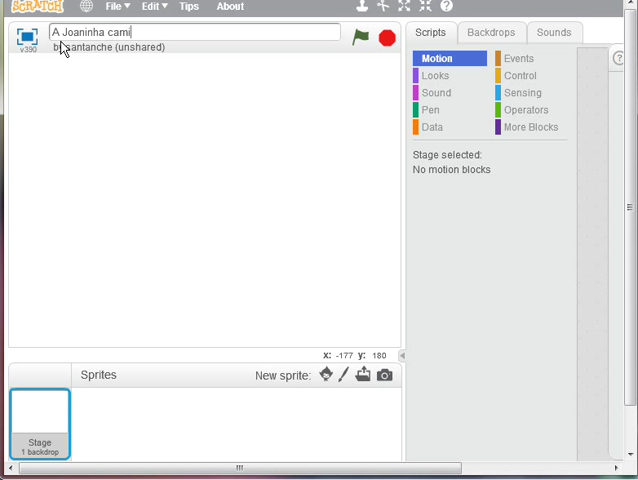 SCRATCH File Edit Tips About
A Joaninha cami
by santanche (unshared)
v390
Scripts Backdrops Sounds
Motion Events
Looks Control
Sound Sensing
Pen Operators
Data More Blocks
Stage selected:
No motion blocks
x: -177 y: 180
Sprites New sprite:
Stage
1 backdrop